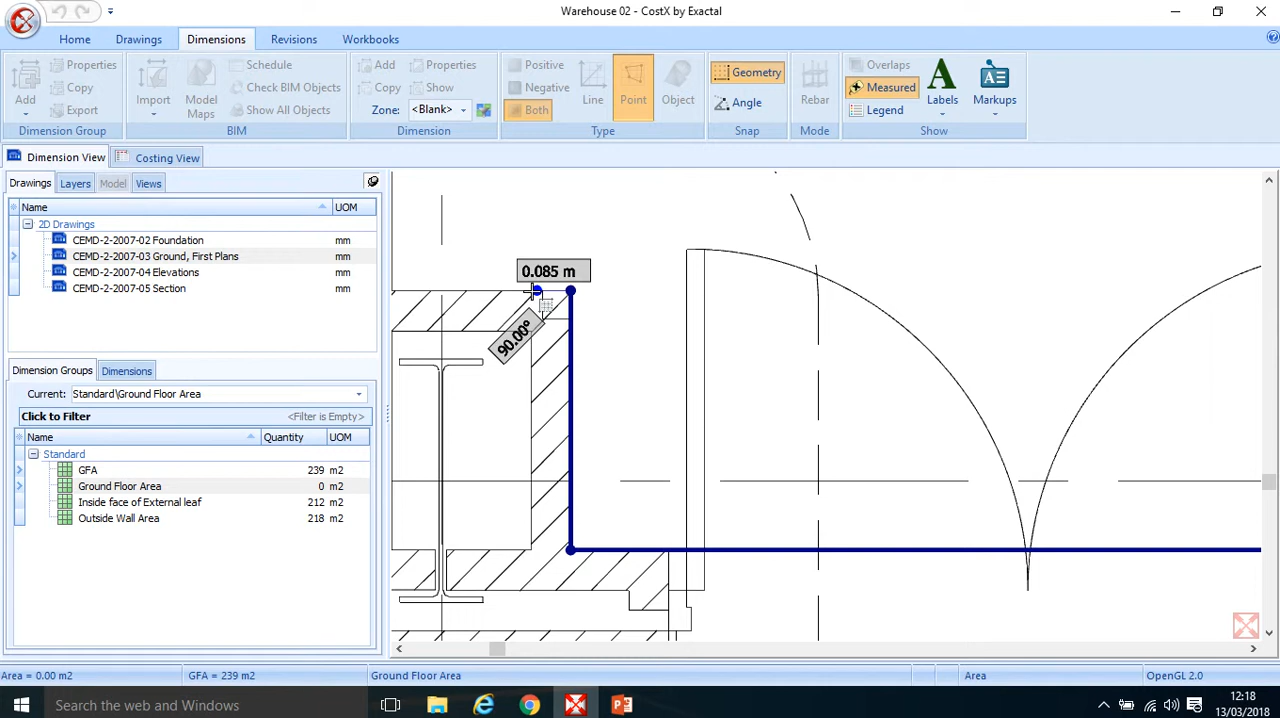 Warehouse 02 - CostX by Exactal
Home Drawings Dimensions Revisions Workbooks
Add Properties Copy Export Dimension Group
Import Model Maps Schedule Check BIM Objects Show All Objects BIM
Add Properties Copy Show Zone: <Blank> Dimension
Positive Negative Both Line Point Object Type
Geometry Angle Snap
Rebar Mode
Overlaps Measured Legend Labels Markups Show
Dimension View Costing View
Drawings Layers Model Views
Name UOM
2D Drawings
CEMD-2-2007-02 Foundation mm
CEMD-2-2007-03 Ground, First Plans mm
CEMD-2-2007-04 Elevations mm
CEMD-2-2007-05 Section mm
Dimension Groups Dimensions
Current: Standard\Ground Floor Area
Click to Filter <Filter is Empty>
Name Quantity UOM
Standard
GFA 239 m2
Ground Floor Area 0 m2
Inside face of External leaf 212 m2
Outside Wall Area 218 m2
0.085 m
90.00°
Area = 0.00 m2 GFA = 239 m2 Ground Floor Area Area OpenGL 2.0
Search the web and Windows
12:18
13/03/2018